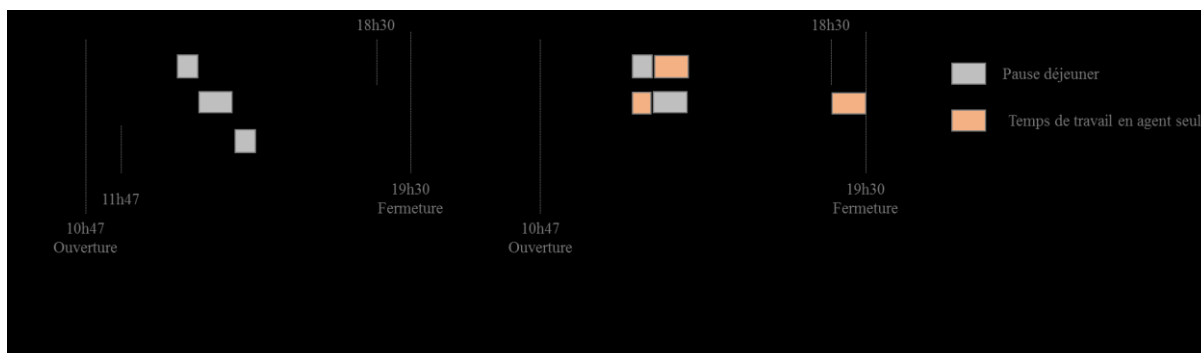 18h30
18h30
Pause déjeuner
Temps de travail en agent seul
11h47
19h30
Fermeture
19h30
Fermeture
10h47
Ouverture
10h47
Ouverture